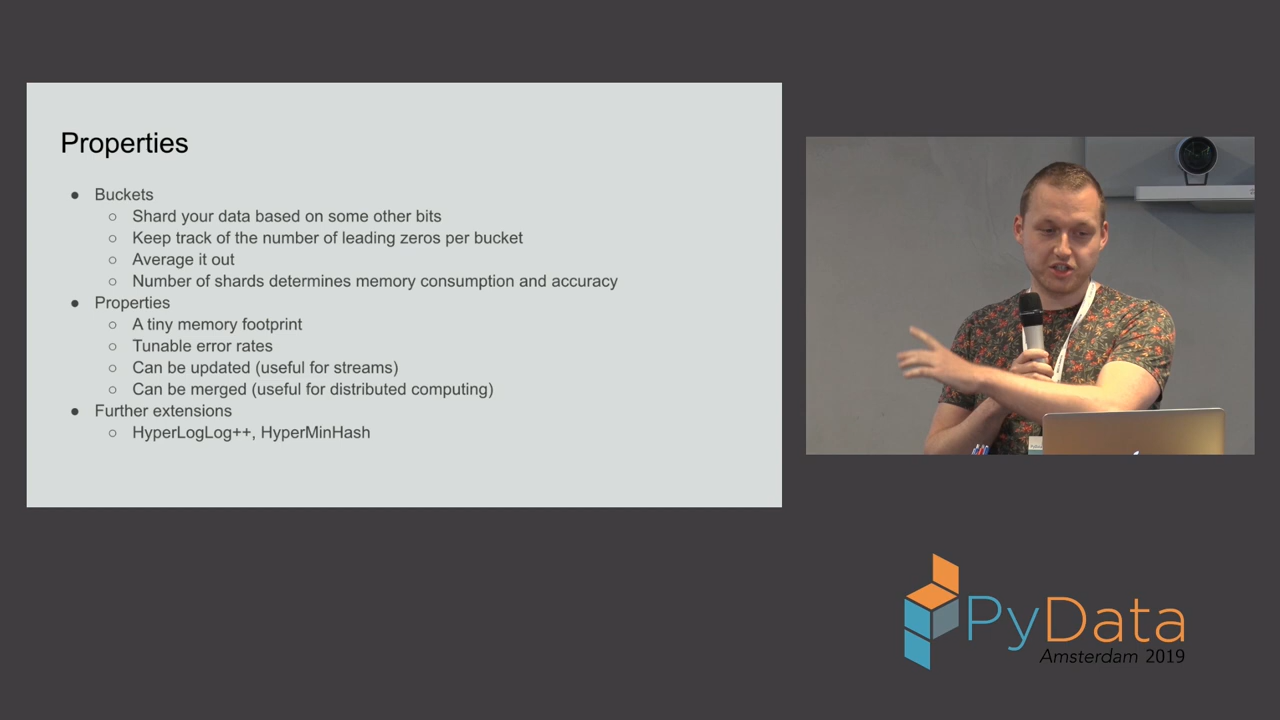 Properties
● Buckets
○ Shard your data based on some other bits
○ Keep track of the number of leading zeros per bucket
○ Average it out
○ Number of shards determines memory consumption and accuracy
● Properties
○ A tiny memory footprint
○ Tunable error rates
○ Can be updated (useful for streams)
○ Can be merged (useful for distributed computing)
● Further extensions
○ HyperLogLog++, HyperMinHash
PyData
Amsterdam 2019